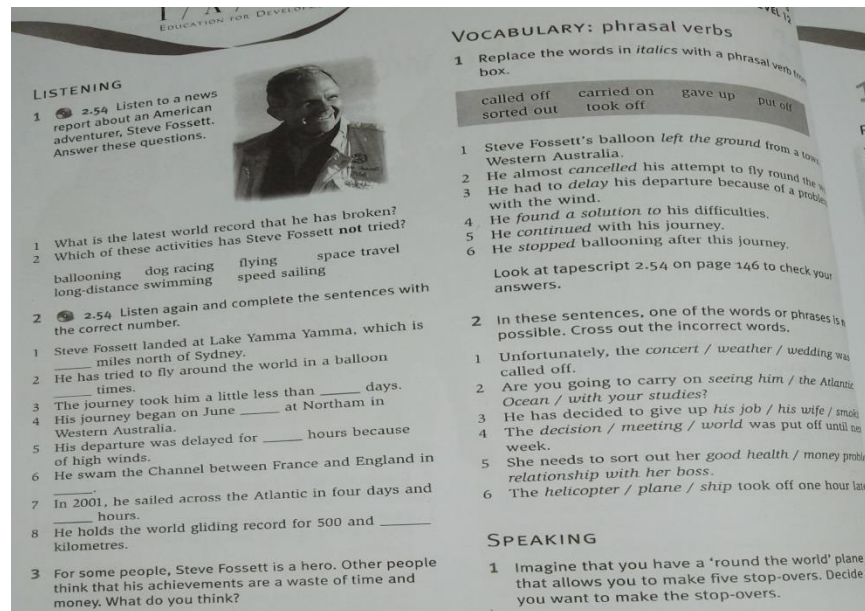 EDUCATION FOR
LISTENING
1 2.54 Listen to a news
report about an American
adventurer, Steve Fossett.
Answer these questions.
1 What is the latest world record that he has broken?
2 Which of these activities has Steve Fossett not tried?
ballooning dog racing flying space travel
long-distance swimming speed sailing
2 2.54 Listen again and complete the sentences with
the correct number.
1 Steve Fossett landed at Lake Yamma Yamma, which is
_____ miles north of Sydney.
2 He has tried to fly around the world in a balloon
_____ times.
3 The journey took him a little less than _____ days.
4 His journey began on June _____ at Northam in
Western Australia.
5 His departure was delayed for _____ hours because
of high winds.
6 He swam the Channel between France and England in
_____.
7 In 2001, he sailed across the Atlantic in four days and
_____ hours.
8 He holds the world gliding record for 500 and _____
kilometres.
3 For some people, Steve Fossett is a hero. Other people
think that his achievements are a waste of time and
money. What do you think?
12
VOCABULARY: phrasal verbs
1 Replace the words in italics with a phrasal verb from
box.
called off carried on gave up put off
sorted out took off
1 Steve Fossett's balloon left the ground from a
Western Australia.
2 He almost cancelled his attempt to fly round the
3 He had to delay his departure because of a
with the wind.
4 He found a solution to his difficulties.
5 He continued with his journey.
6 He stopped ballooning after this journey.
Look at tapescript 2.54 on page 146 to check your
answers.
2 In these sentences, one of the words or phrases is
possible. Cross out the incorrect words.
1 Unfortunately, the concert / weather / wedding was
called off.
2 Are you going to carry on seeing him / the Atlantic
Ocean / with your studies?
3 He has decided to give up his job / his wife /
4 The decision / meeting / world was put off until
week.
5 She needs to sort out her good health / money
relationship with her boss.
6 The helicopter / plane / ship took off one hour
SPEAKING
1 Imagine that you have a 'round the world' plane
that allows you to make five stop-overs. Decide
you want to make the stop-overs.